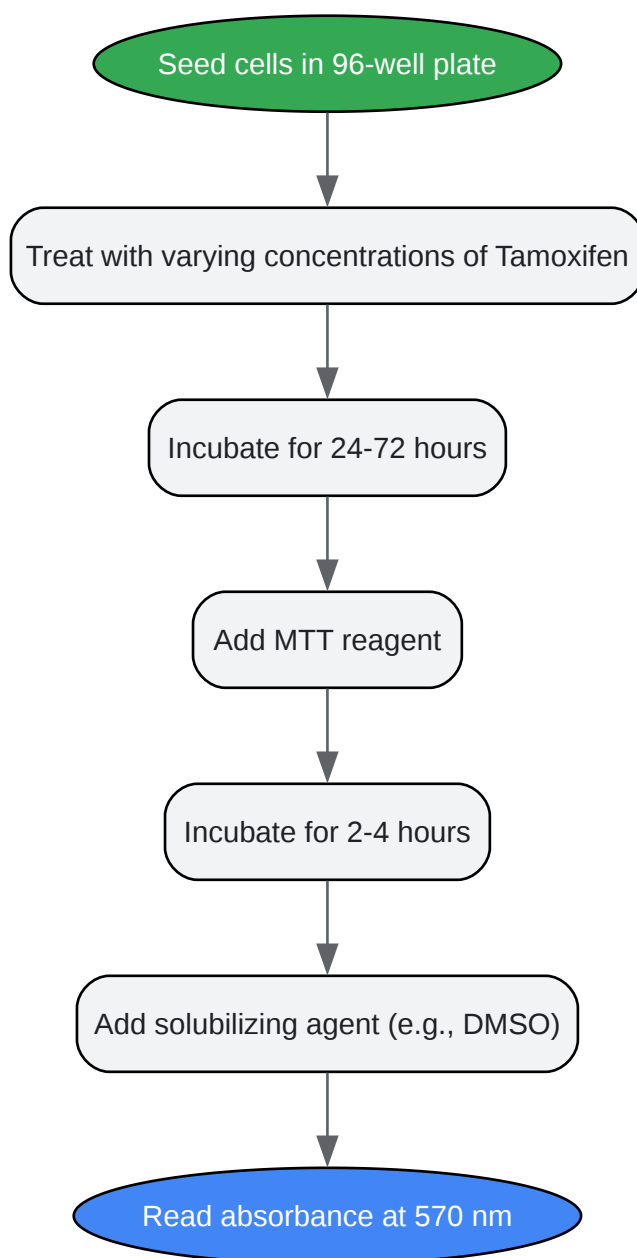 Seed cells in 96-well plate
Treat with varying concentrations of Tamoxifen
Incubate for 24-72 hours
Add MTT reagent
Incubate for 2-4 hours
Add solubilizing agent (e.g., DMSO)
Read absorbance at 570 nm